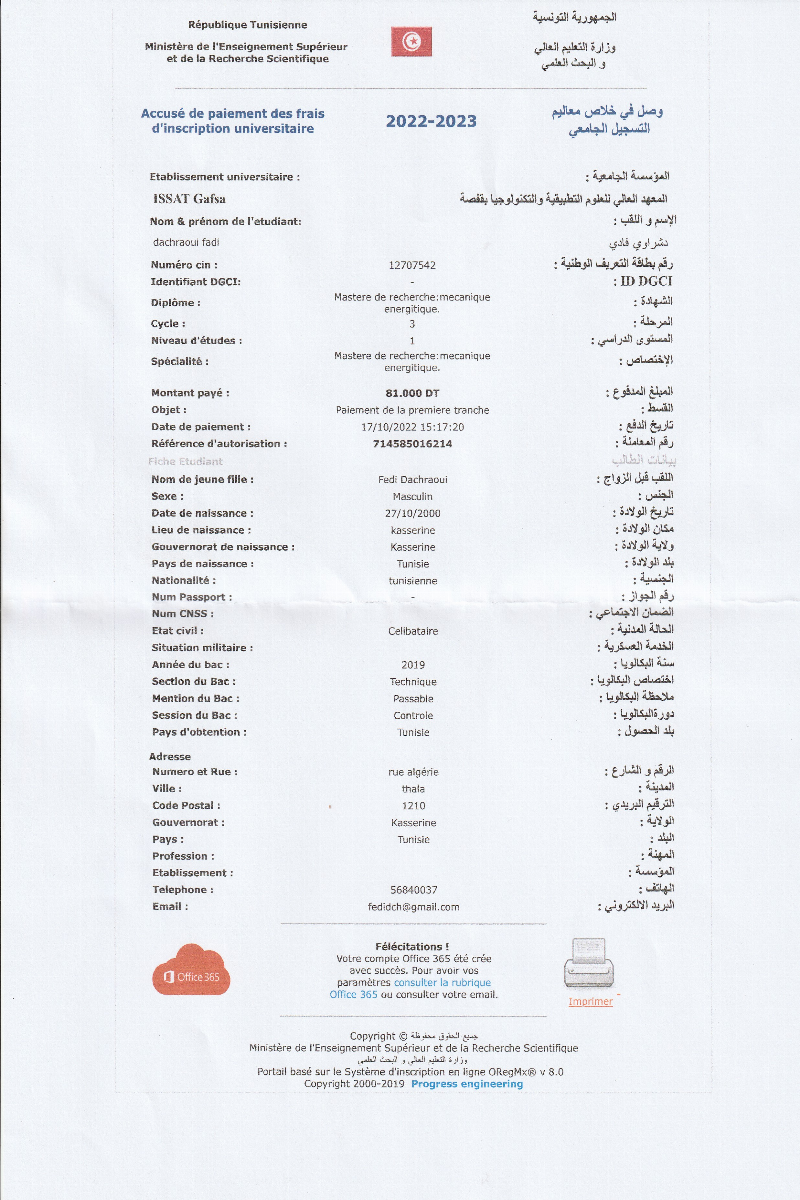 République Tunisienne
الجمهورية التونسية
Ministère de l'Enseignement Supérieur
et de la Recherche Scientifique
وزارة التعليم العالي
و البحث العلمي
Accusé de paiement des frais
d'inscription universitaire
2022-2023
وصل في خلاص معاليم
التسجيل الجامعي
Etablissement universitaire : المؤسسة الجامعية :
ISSAT Gafsa المعهد العالي للعلوم التطبيقية والتكنولوجيا بقفصة
Nom & prénom de l'etudiant: الإسم و اللقب :
dachraoui fadi دشراوي فادي
Numéro cin : 12707542 رقم بطاقة التعريف الوطنية :
Identifiant DGCI: - ID DGCI :
Diplôme : Mastere de recherche:mecanique energitique. الشهادة :
Cycle : 3 المرحلة :
Niveau d'études : 1 المستوى الدراسي :
Spécialité : Mastere de recherche:mecanique energitique. الإختصاص :
Montant payé : 81.000 DT المبلغ المدفوع :
Objet : Paiement de la premiere tranche القسط :
Date de paiement : 17/10/2022 15:17:20 تاريخ الدفع :
Référence d'autorisation : 714585016214 رقم المعاملة :
Fiche Etudiant بيانات الطالب
Nom de jeune fille : Fedi Dachraoui اللقب قبل الزواج :
Sexe : Masculin الجنس :
Date de naissance : 27/10/2000 تاريخ الولادة :
Lieu de naissance : kasserine مكان الولادة :
Gouvernorat de naissance : Kasserine ولاية الولادة :
Pays de naissance : Tunisie بلد الولادة :
Nationalité : tunisienne الجنسية :
Num Passport : - رقم الجواز :
Num CNSS : الضمان الاجتماعي :
Etat civil : Celibataire الحالة المدنية :
Situation militaire : الخدمة العسكرية :
Année du bac : 2019 سنة البكالويا :
Section du Bac : Technique اختصاص البكالويا :
Mention du Bac : Passable ملاحظة البكالويا :
Session du Bac : Controle دورةالبكالويا :
Pays d'obtention : Tunisie بلد الحصول :
Adresse
Numero et Rue : rue algérie الرقم و الشارع :
Ville : thala المدينة :
Code Postal : 1210 الترقيم البريدي :
Gouvernorat : Kasserine الولاية :
Pays : Tunisie البلد :
Profession : المهنة :
Etablissement : المؤسسة :
Telephone : 56840037 الهاتف :
Email : fedidch@gmail.com البريد الالكتروني :
Office 365
Félécitations !
Votre compte Office 365 été crée
avec succès. Pour avoir vos
paramètres consulter la rubrique
Office 365 ou consulter votre email.
Imprimer
Copyright © جميع الحقوق محفوظة
Ministère de l'Enseignement Supérieur et de la Recherche Scientifique
وزارة التعليم العالي و البحث العلمي
Portail basé sur le Système d'inscription en ligne ORegMx® v 8.0
Copyright 2000-2019 Progress engineering